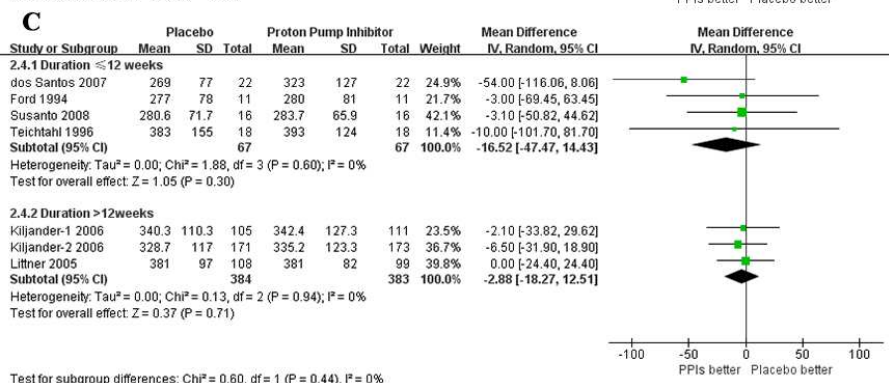 PPIs better Placebo better
C
Placebo Proton Pump Inhibitor Mean Difference Mean Difference
Study or Subgroup Mean SD Total Mean SD Total Weight IV, Random, 95% CI IV, Random, 95% CI
2.4.1 Duration ≤12 weeks
dos Santos 2007 269 77 22 323 127 22 24.9% -54.00 [-116.06, 8.06]
Ford 1994 277 78 11 280 81 11 21.7% -3.00 [-69.45, 63.45]
Susanto 2008 280.6 71.7 16 283.7 65.9 16 42.1% -3.10 [-50.82, 44.62]
Teichtahl 1996 383 155 18 393 124 18 11.4% -10.00 [-101.70, 81.70]
Subtotal (95% CI) 67 67 100.0% -16.52 [-47.47, 14.43]
Heterogeneity: Tau² = 0.00; Chi² = 1.88, df = 3 (P = 0.60); I² = 0%
Test for overall effect: Z = 1.05 (P = 0.30)
2.4.2 Duration >12weeks
Kiljander-1 2006 340.3 110.3 105 342.4 127.3 111 23.5% -2.10 [-33.82, 29.62]
Kiljander-2 2006 328.7 117 171 335.2 123.3 173 36.7% -6.50 [-31.90, 18.90]
Littner 2005 381 97 108 381 82 99 39.8% 0.00 [-24.40, 24.40]
Subtotal (95% CI) 384 383 100.0% -2.88 [-18.27, 12.51]
Heterogeneity: Tau² = 0.00; Chi² = 0.13, df = 2 (P = 0.94); I² = 0%
Test for overall effect: Z = 0.37 (P = 0.71)
-100 -50 0 50 100
PPIs better Placebo better
Test for subgroup differences: Chi² = 0.60, df = 1 (P = 0.44), I² = 0%